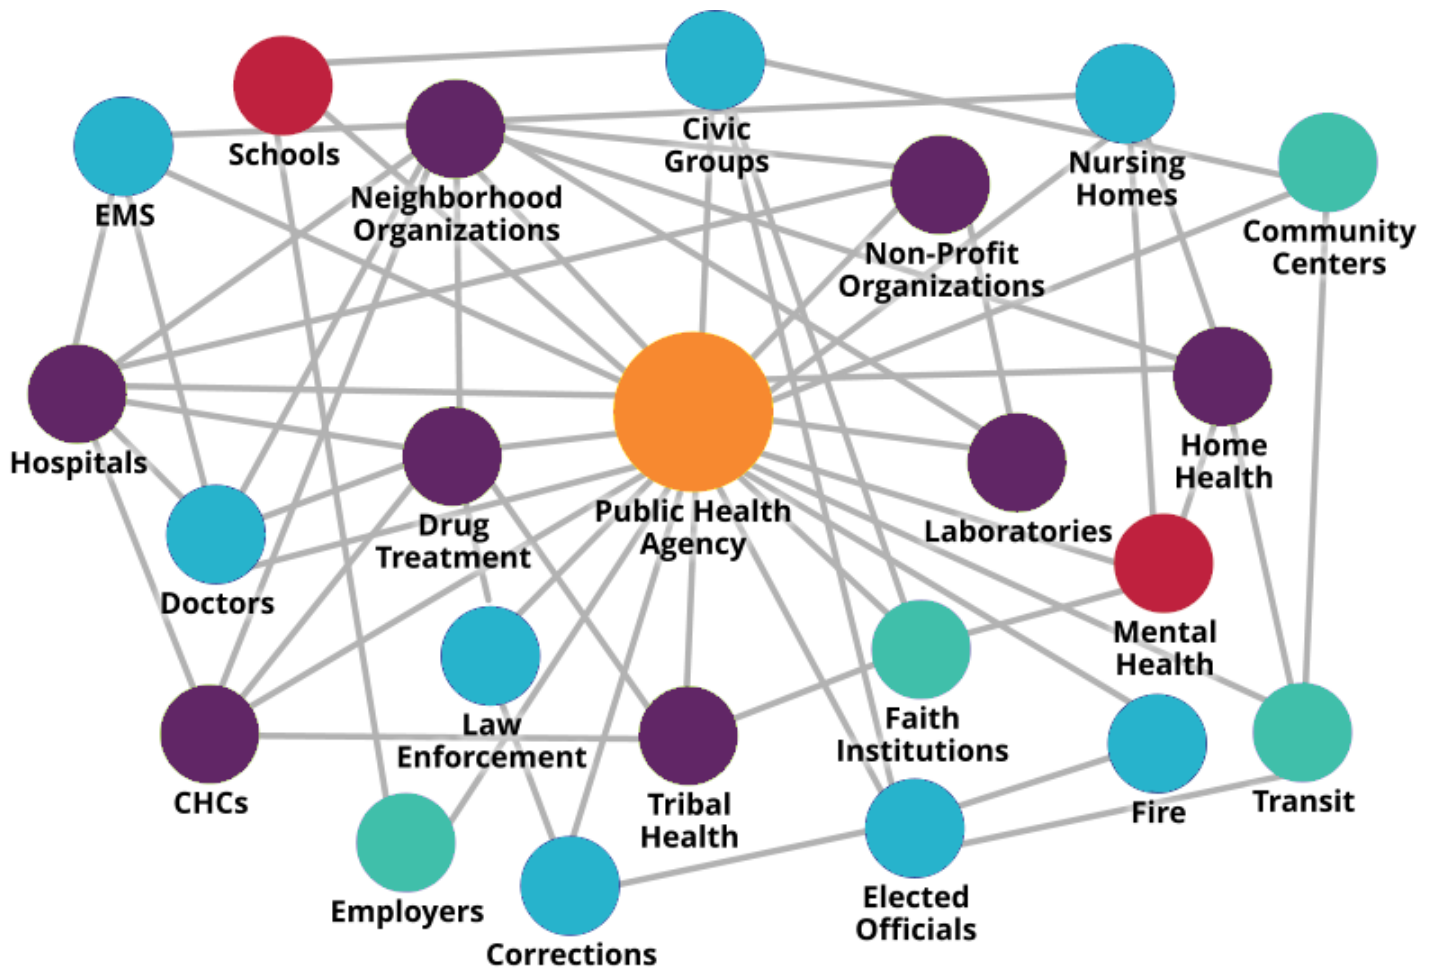 Schools
EMS
Neighborhood
Organizations
Civic
Groups
Nursing
Homes
Non-Profit
Organizations
Community
Centers
Hospitals
Drug
Treatment
Public Health
Agency
Laboratories
Home
Health
Doctors
Law
Enforcement
Mental
Health
Faith
Institutions
CHCs
Tribal
Health
Fire
Transit
Employers
Corrections
Elected
Officials